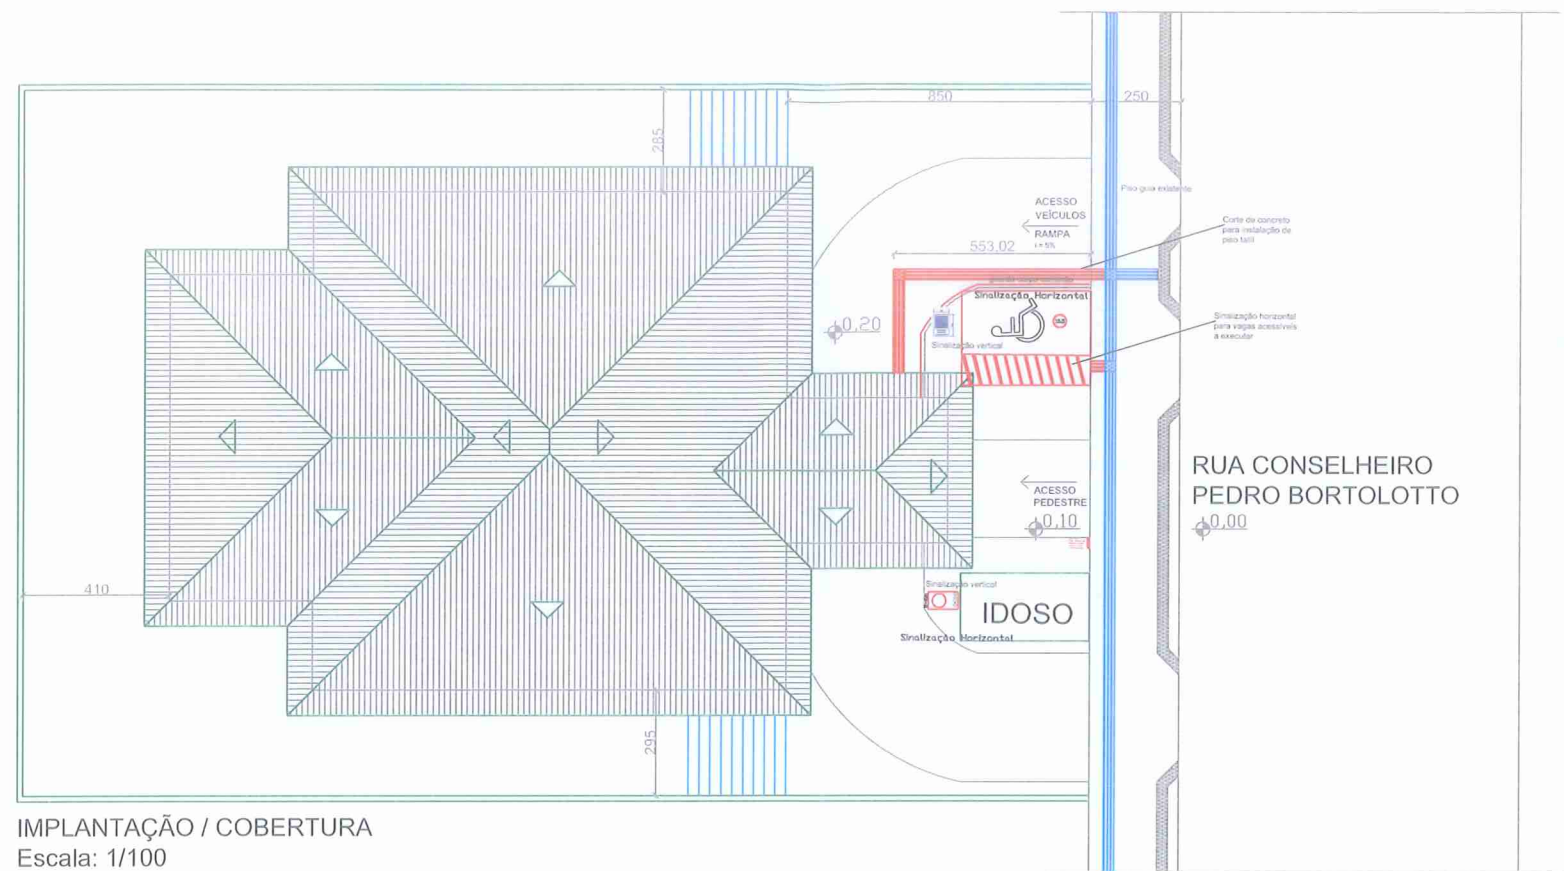 850
250
285
Piso guia existente
ACESSO
VEÍCULOS
RAMPA
i = 5%
Corte do concreto
para instalação de
piso tátil
553,02
Sinalização Horizontal
0,20
Sinalização vertical
Sinalização horizontal
para vagas acessíveis
a executar
RUA CONSELHEIRO
PEDRO BORTOLOTTO
0,00
ACESSO
PEDESTRE
0,10
410
Sinalização vertical
IDOSO
Sinalização Horizontal
295
IMPLANTAÇÃO / COBERTURA
Escala: 1/100